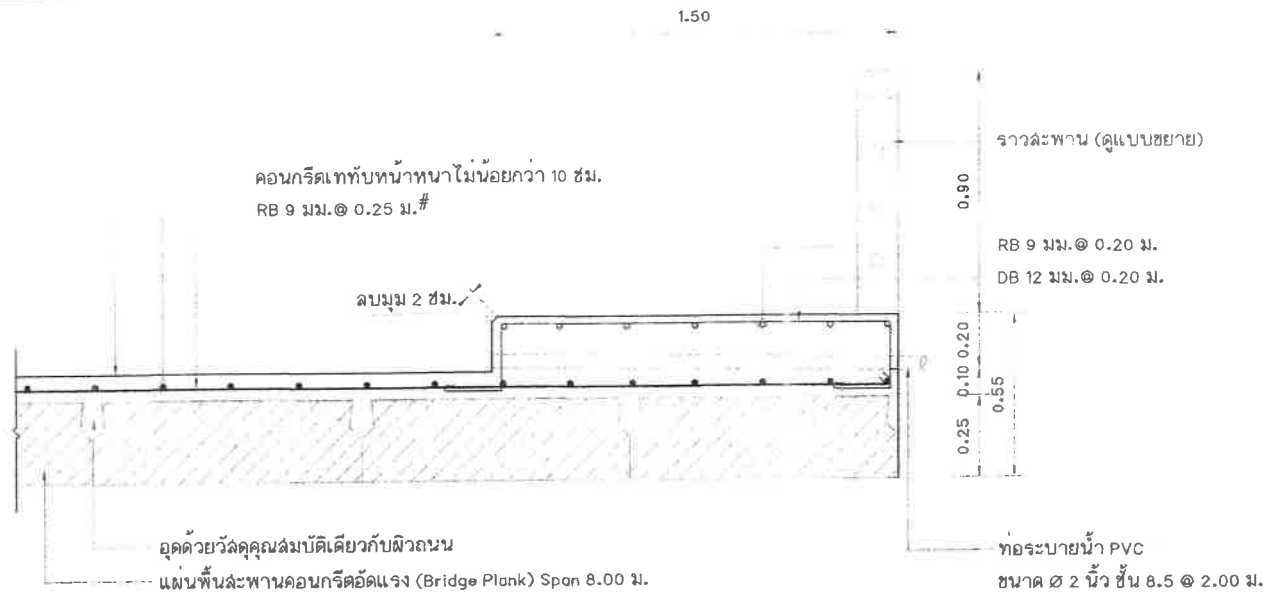 1.50
ราวสะพาน (ดูแบบขยาย)
คอนกรีตเททับหน้าหนาไม่น้อยกว่า 10 ซม.
RB 9 มม.@ 0.25 ม.#
0.90
RB 9 มม.@ 0.20 ม.
DB 12 มม.@ 0.20 ม.
ลบมุม 2 ซม.
0.20
0.10
0.55
0.25
อุดด้วยวัสดุคุณสมบัติเดียวกับผิวถนน
แผ่นพื้นสะพานคอนกรีตอัดแรง (Bridge Plank) Span 8.00 ม.
ท่อระบายน้ำ PVC
ขนาด Ø 2 นิ้ว ชั้น 8.5 @ 2.00 ม.